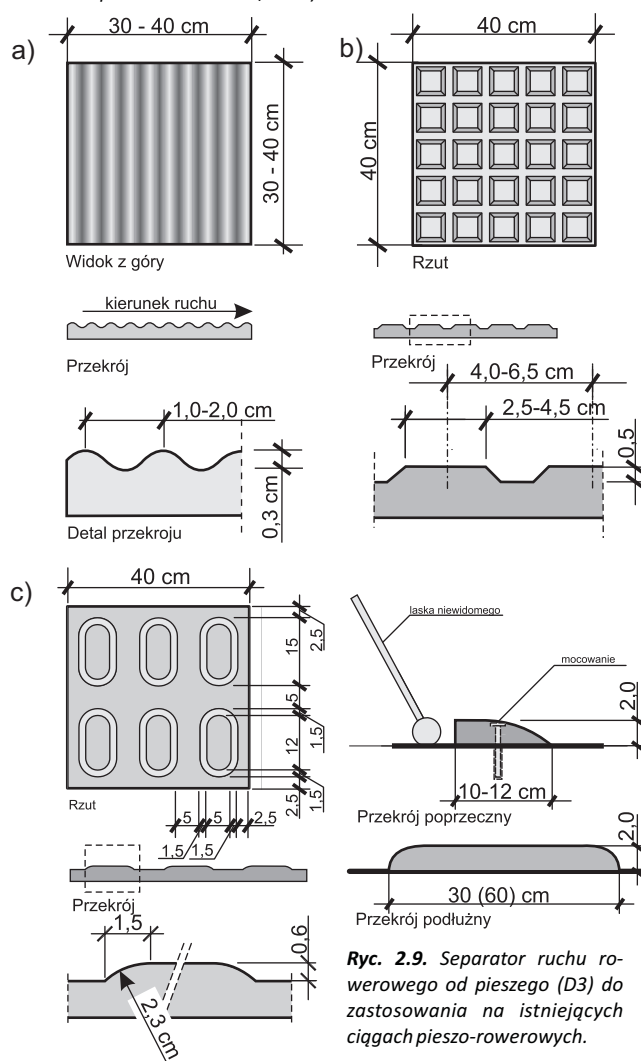 30 - 40 cm
a)
30 - 40 cm
Widok z góry
kierunek ruchu
Przekrój
1,0-2,0 cm
0,3 cm
Detal przekroju
40 cm
b)
40 cm
Rzut
Przekrój
4,0-6,5 cm
2,5-4,5 cm
0,5
c)
40 cm
15
2,5
5
12
1,5
2,5
1,5
Rzut
5
5
2,5
1,5
1,5
Przekrój
1,5
0,6
2,3 cm
laska niewidomego
mocowanie
2,0
10-12 cm
Przekrój poprzeczny
2,0
30 (60) cm
Przekrój podłużny
Ryc. 2.9. Separator ruchu ro-
werowego od pieszego (D3) do
zastosowania na istniejących
ciągach pieszo-rowerowych.